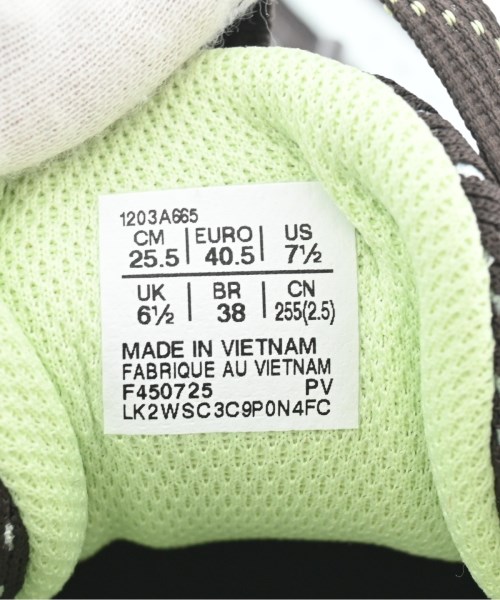 1203A665
CM | EURO | US
25.5 | 40.5 | 7½
UK | BR | CN
6½ | 38 | 255(2.5)
MADE IN VIETNAM
FABRIQUE AU VIETNAM
F450725 PV
LK2WSC3C9P0N4FC